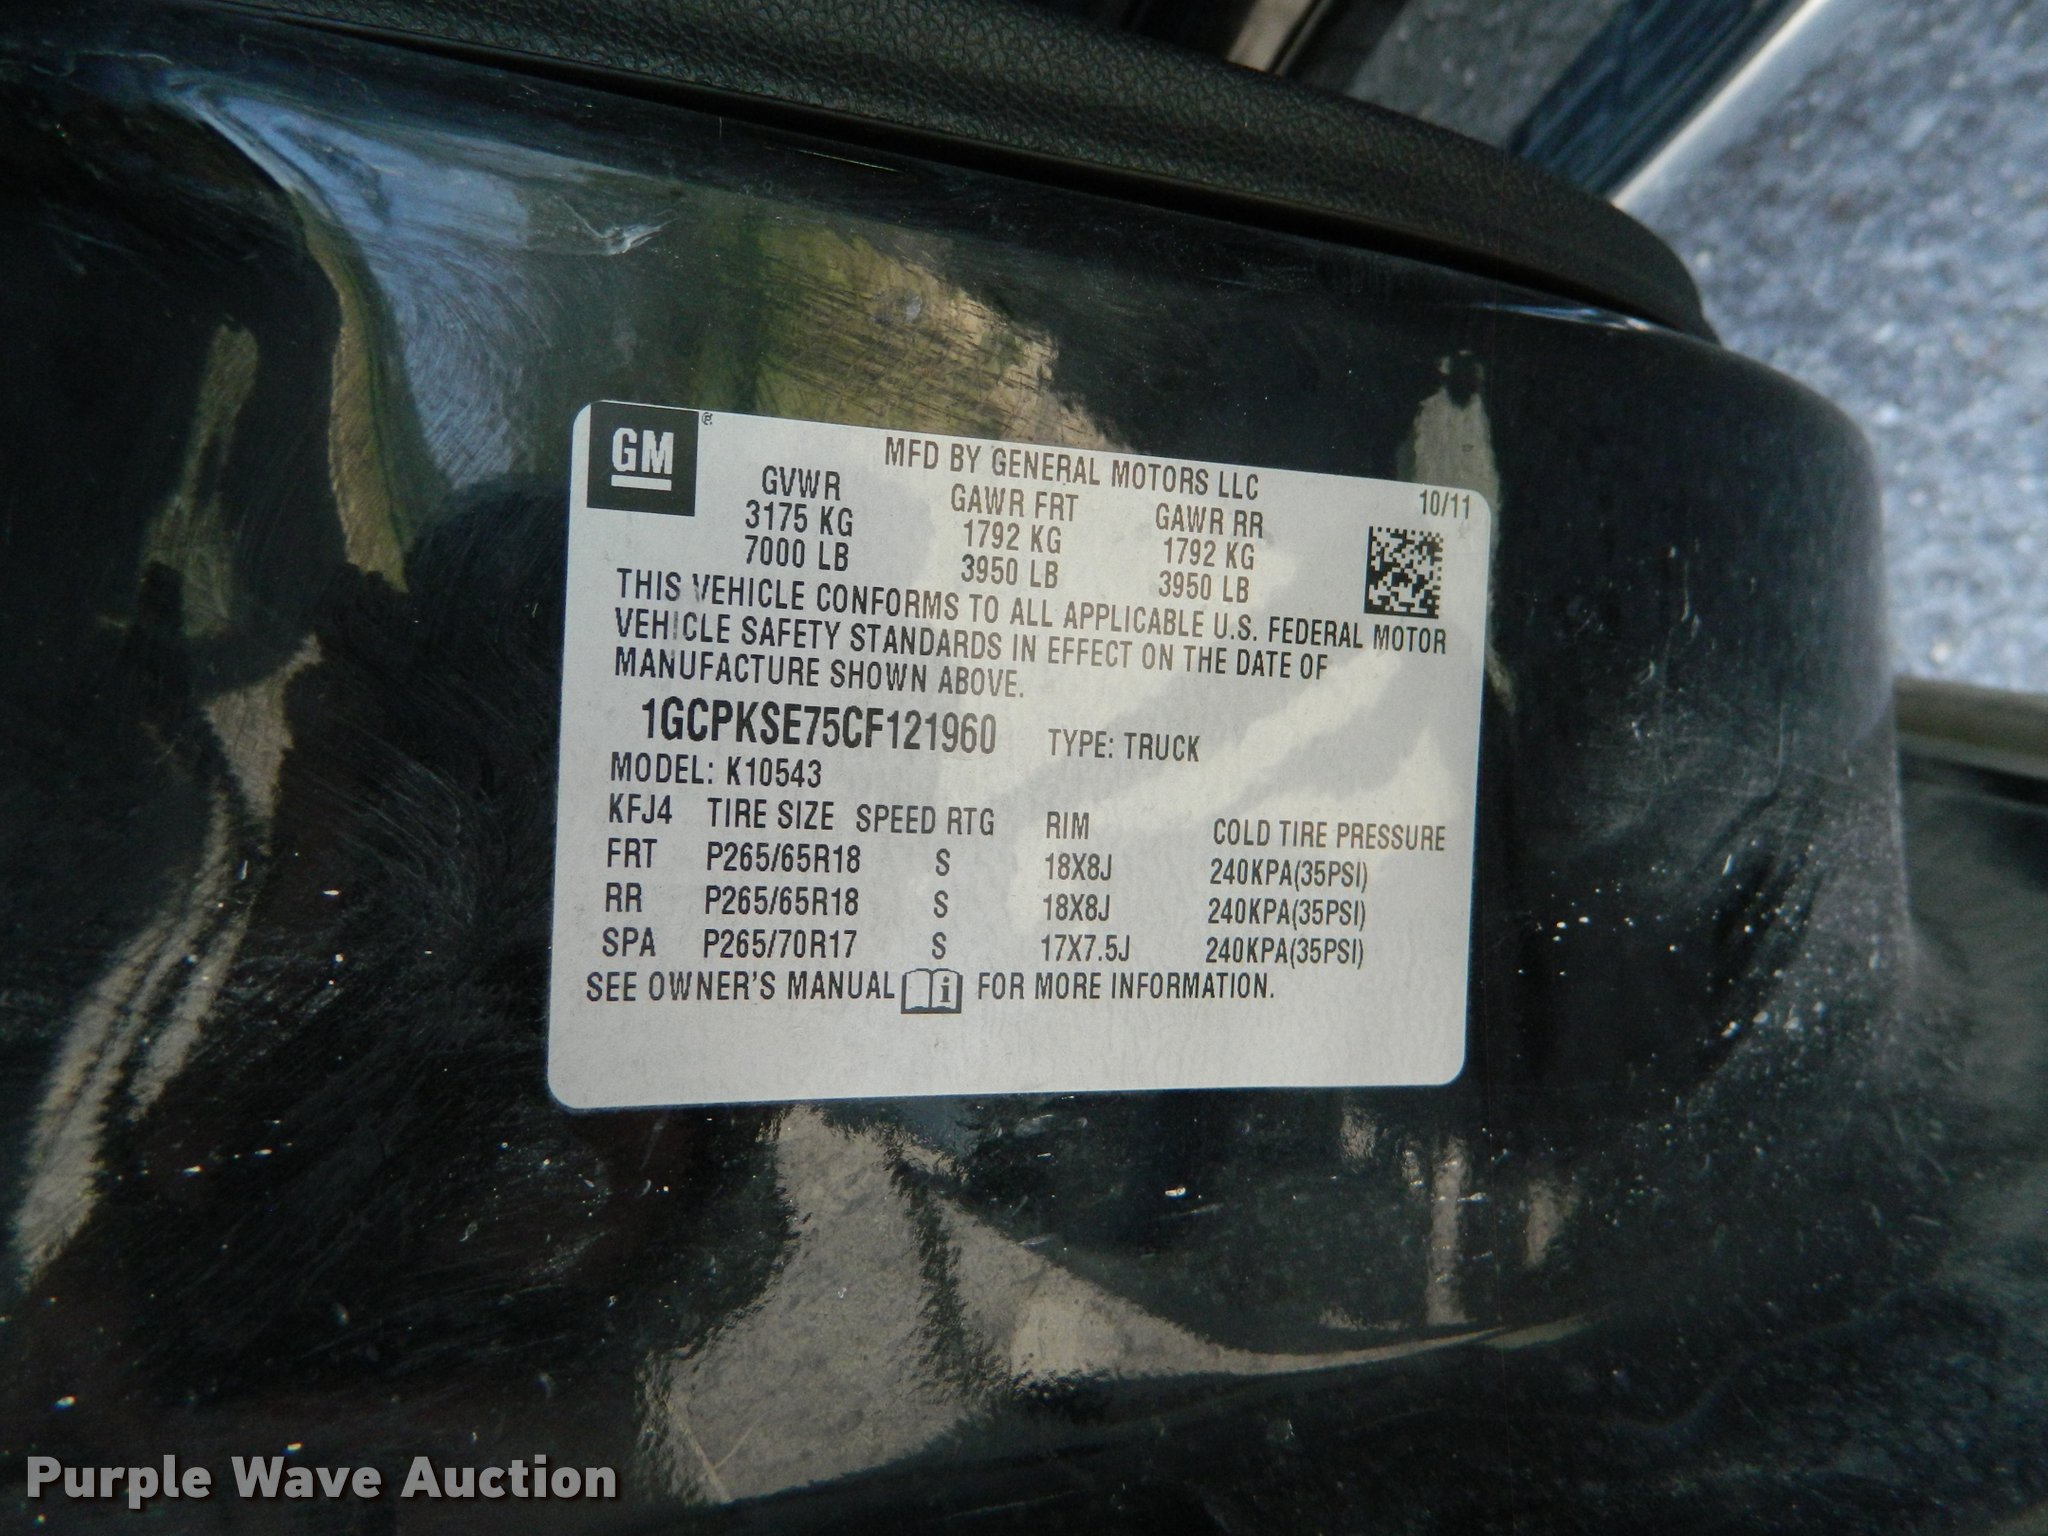 GM
MFD BY GENERAL MOTORS LLC
10/11
GVWR GAWR FRT GAWR RR
3175 KG 1792 KG 1792 KG
7000 LB 3950 LB 3950 LB
THIS VEHICLE CONFORMS TO ALL APPLICABLE U.S. FEDERAL MOTOR
VEHICLE SAFETY STANDARDS IN EFFECT ON THE DATE OF
MANUFACTURE SHOWN ABOVE.
1GCPKSE75CF121960 TYPE: TRUCK
MODEL: K10543
KFJ4 TIRE SIZE SPEED RTG RIM COLD TIRE PRESSURE
FRT P265/65R18 S 18X8J 240KPA(35PSI)
RR P265/65R18 S 18X8J 240KPA(35PSI)
SPA P265/70R17 S 17X7.5J 240KPA(35PSI)
SEE OWNER'S MANUAL i FOR MORE INFORMATION.
Purple Wave Auction